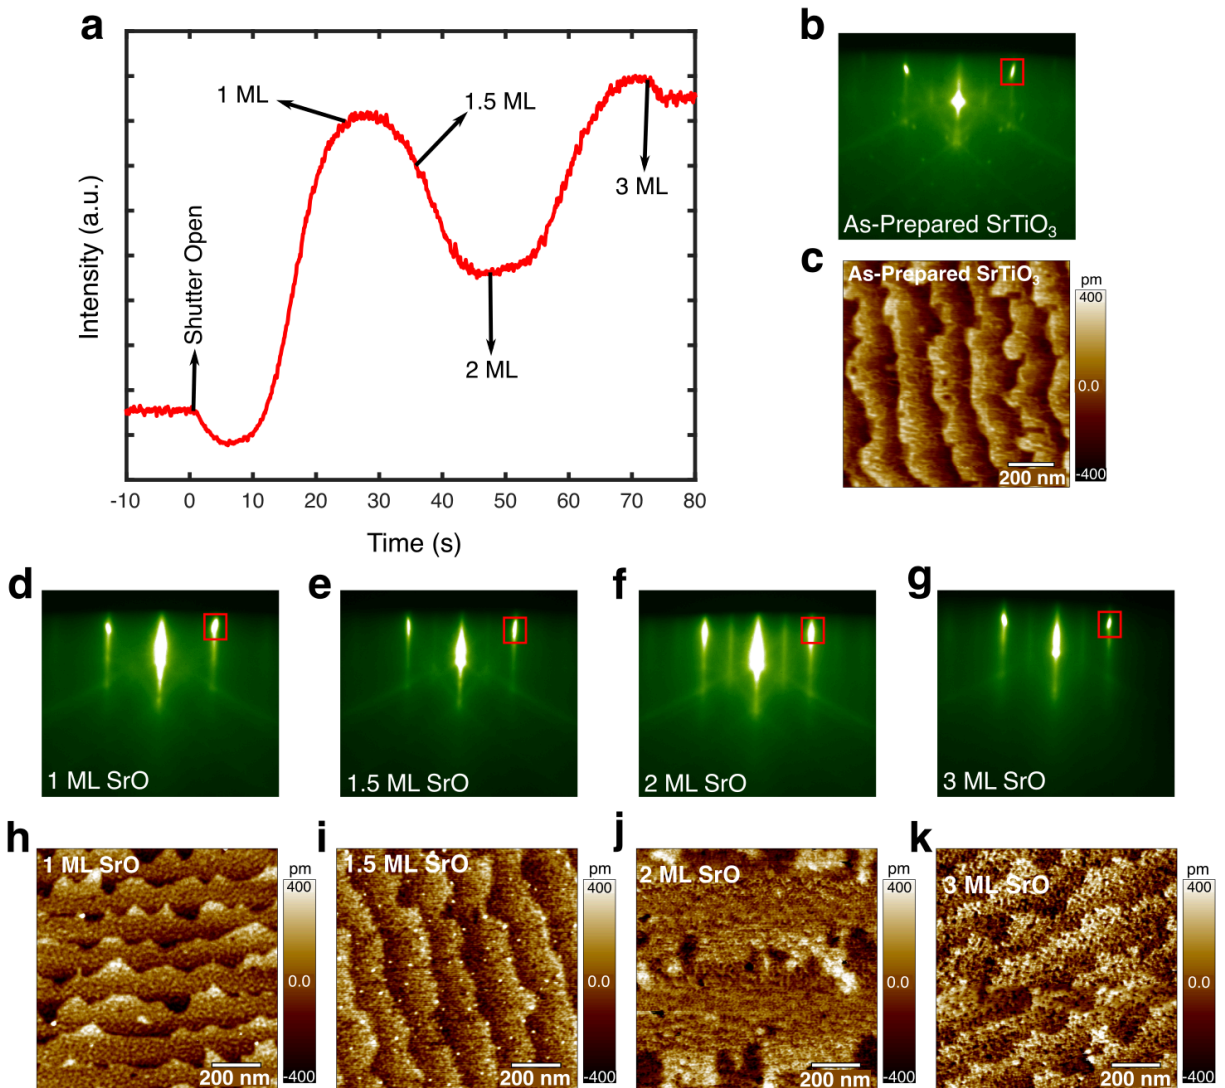 a
Intensity (a.u.)
Shutter Open
1 ML
1.5 ML
2 ML
3 ML
-10 0 10 20 30 40 50 60 70 80
Time (s)
b
As-Prepared SrTiO₃
c
As-Prepared SrTiO₃
200 nm
pm
400
0.0
-400
d
1 ML SrO
e
1.5 ML SrO
f
2 ML SrO
g
3 ML SrO
h
1 ML SrO
200 nm
pm
400
0.0
-400
i
1.5 ML SrO
200 nm
pm
400
0.0
-400
j
2 ML SrO
200 nm
pm
400
0.0
-400
k
3 ML SrO
200 nm
pm
400
0.0
-400